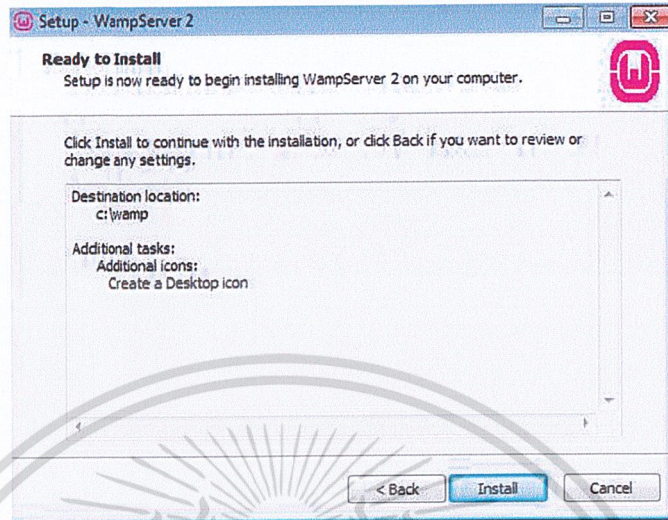 Setup - WampServer 2
Ready to Install
Setup is now ready to begin installing WampServer 2 on your computer.
Click Install to continue with the installation, or click Back if you want to review or
change any settings.
Destination location:
c:\wamp
Additional tasks:
Additional icons:
Create a Desktop icon
< Back
Install
Cancel